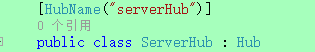 [HubName("serverHub")]
0 个引用
public class ServerHub : Hub